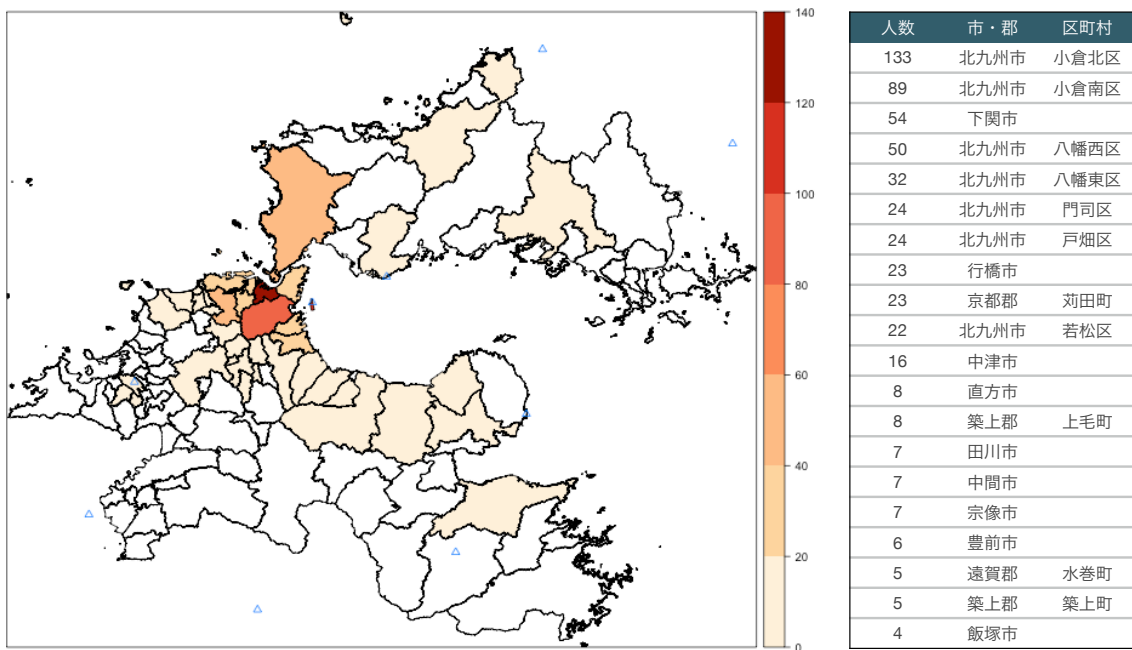 140
120
100
80
60
40
20
0
人数 市・郡 区町村
133 北九州市 小倉北区
89 北九州市 小倉南区
54 下関市
50 北九州市 八幡西区
32 北九州市 八幡東区
24 北九州市 門司区
24 北九州市 戸畑区
23 行橋市
23 京都郡 苅田町
22 北九州市 若松区
16 中津市
8 直方市
8 築上郡 上毛町
7 田川市
7 中間市
7 宗像市
6 豊前市
5 遠賀郡 水巻町
5 築上郡 築上町
4 飯塚市